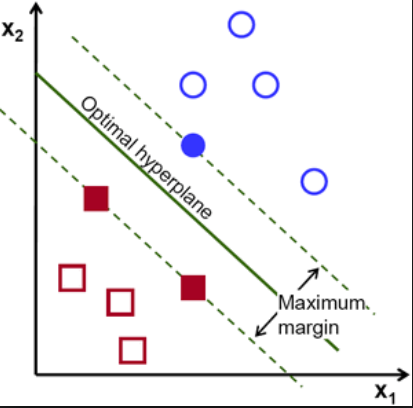 x2
Optimal hyperplane
Maximum
margin
x1